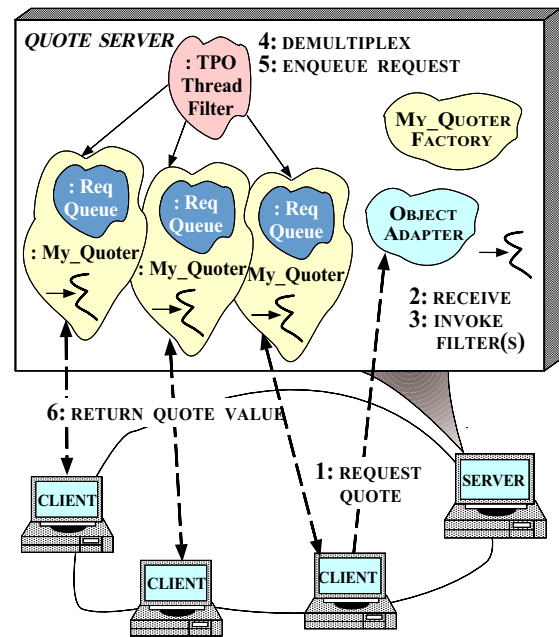 QUOTE SERVER
4: DEMULTIPLEX
5: ENQUEUE REQUEST
: TPO
Thread
Filter
MY_QUOTER
FACTORY
: Req
Queue
: My_Quoter
: Req
Queue
: My_Quoter
: Req
Queue
My_Quoter
OBJECT
ADAPTER
2: RECEIVE
3: INVOKE
FILTER(S)
6: RETURN QUOTE VALUE
1: REQUEST
QUOTE
CLIENT
CLIENT
CLIENT
SERVER